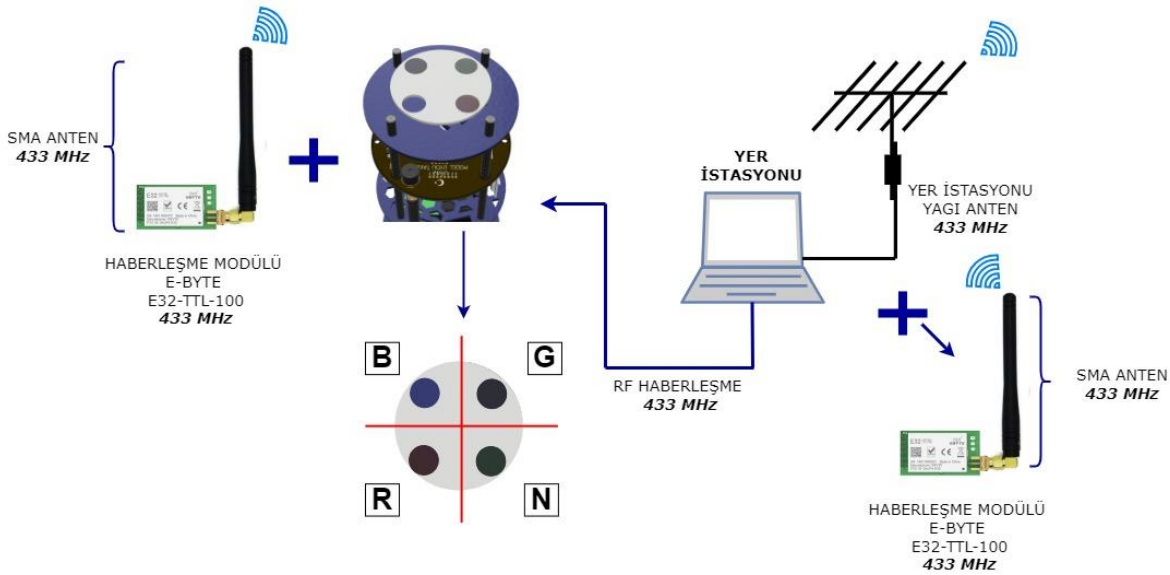 SMA ANTEN
433 MHz
HABERLEŞME MODÜLÜ
E-BYTE
E32-TTL-100
433 MHz
B
G
R
N
YER
İSTASYONU
RF HABERLEŞME
433 MHz
YER İSTASYONU
YAGI ANTEN
433 MHz
SMA ANTEN
433 MHz
HABERLEŞME MODÜLÜ
E-BYTE
E32-TTL-100
433 MHz